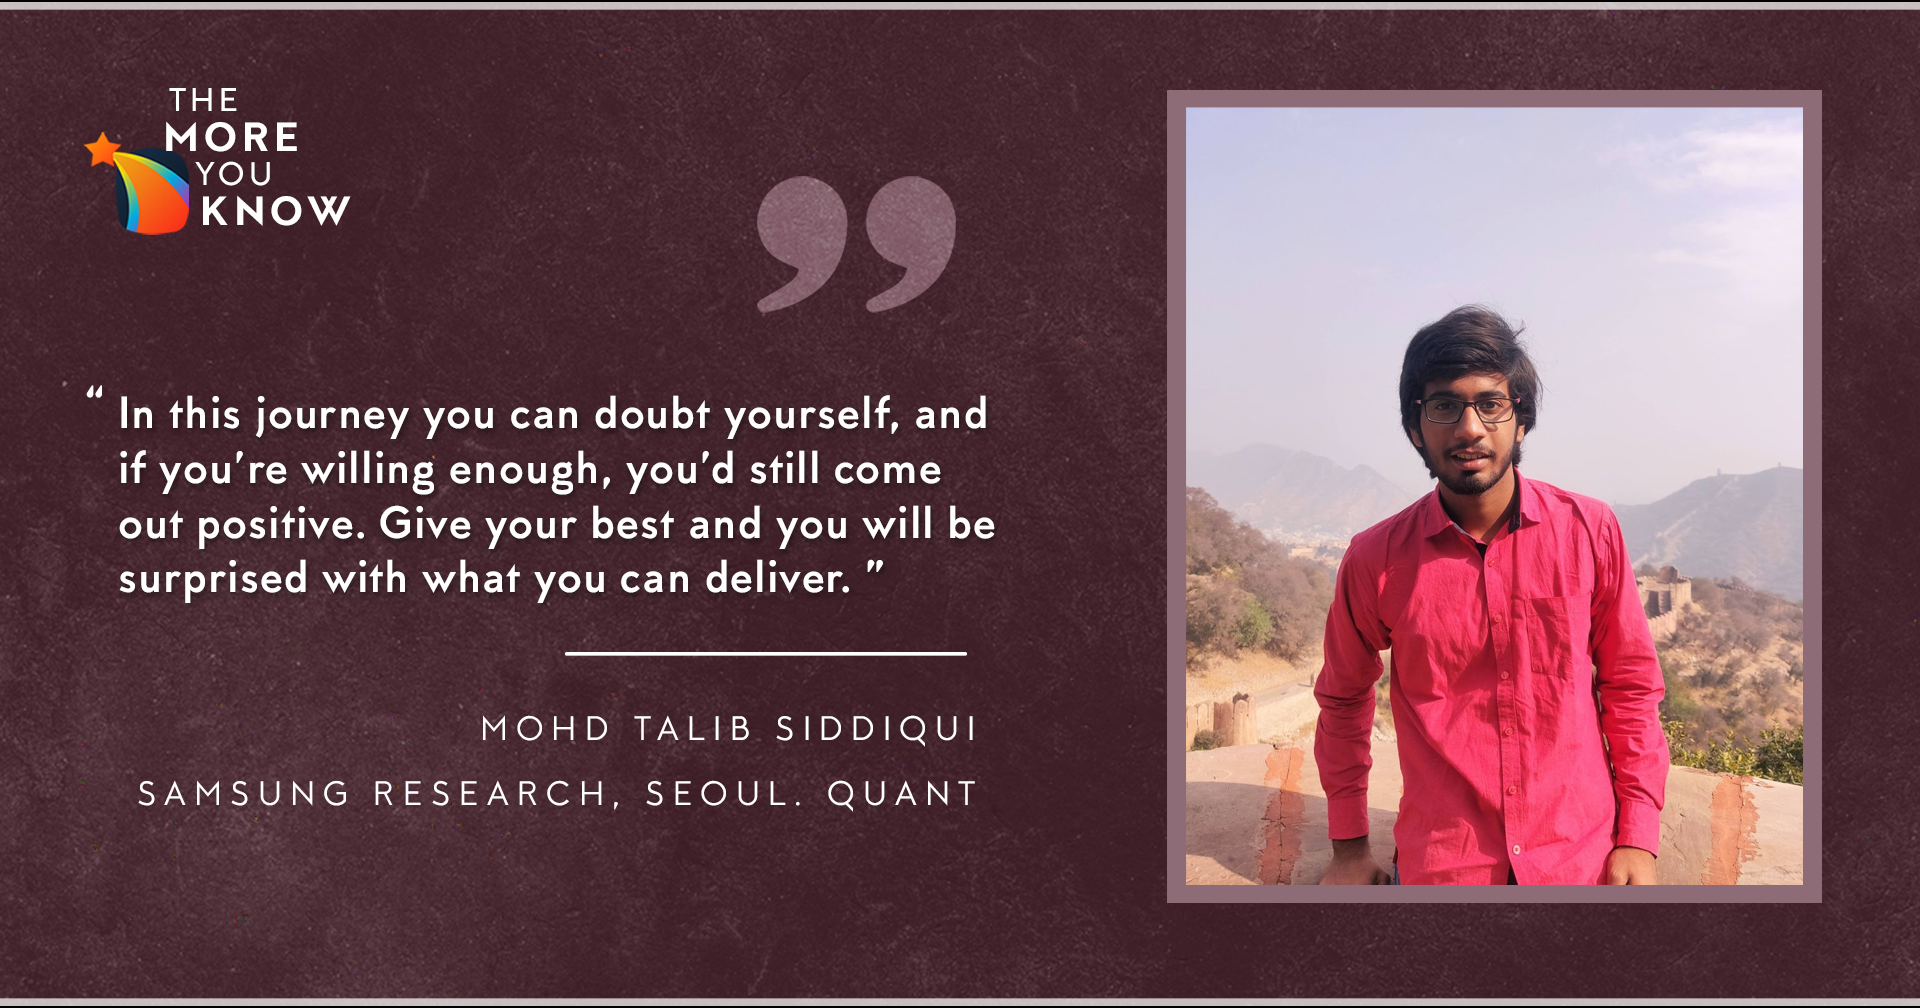 THE
MORE
YOU
KNOW
“ In this journey you can doubt yourself, and
if you’re willing enough, you’d still come
out positive. Give your best and you will be
surprised with what you can deliver. ”
MOHD TALIB SIDDIQUI
SAMSUNG RESEARCH, SEOUL. QUANT